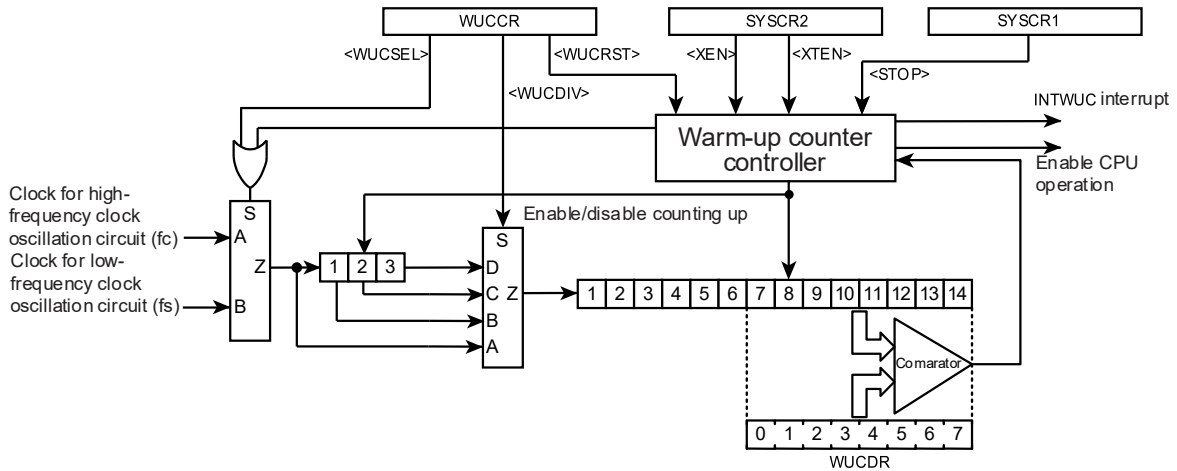 WUCCR
SYSCR2
SYSCR1
<WUCSEL>
<WUCRST>
<XEN>
<XTEN>
<STOP>
<WUCDIV>
INTWUC interrupt
Warm-up counter
controller
Enable CPU
operation
Clock for high-
frequency clock
oscillation circuit (fc)
Clock for low-
frequency clock
oscillation circuit (fs)
S
A
Z
B
Enable/disable counting up
1 2 3
S
D
C Z
B
A
1 2 3 4 5 6 7 8 9 10 11 12 13 14
Comarator
0 1 2 3 4 5 6 7
WUCDR